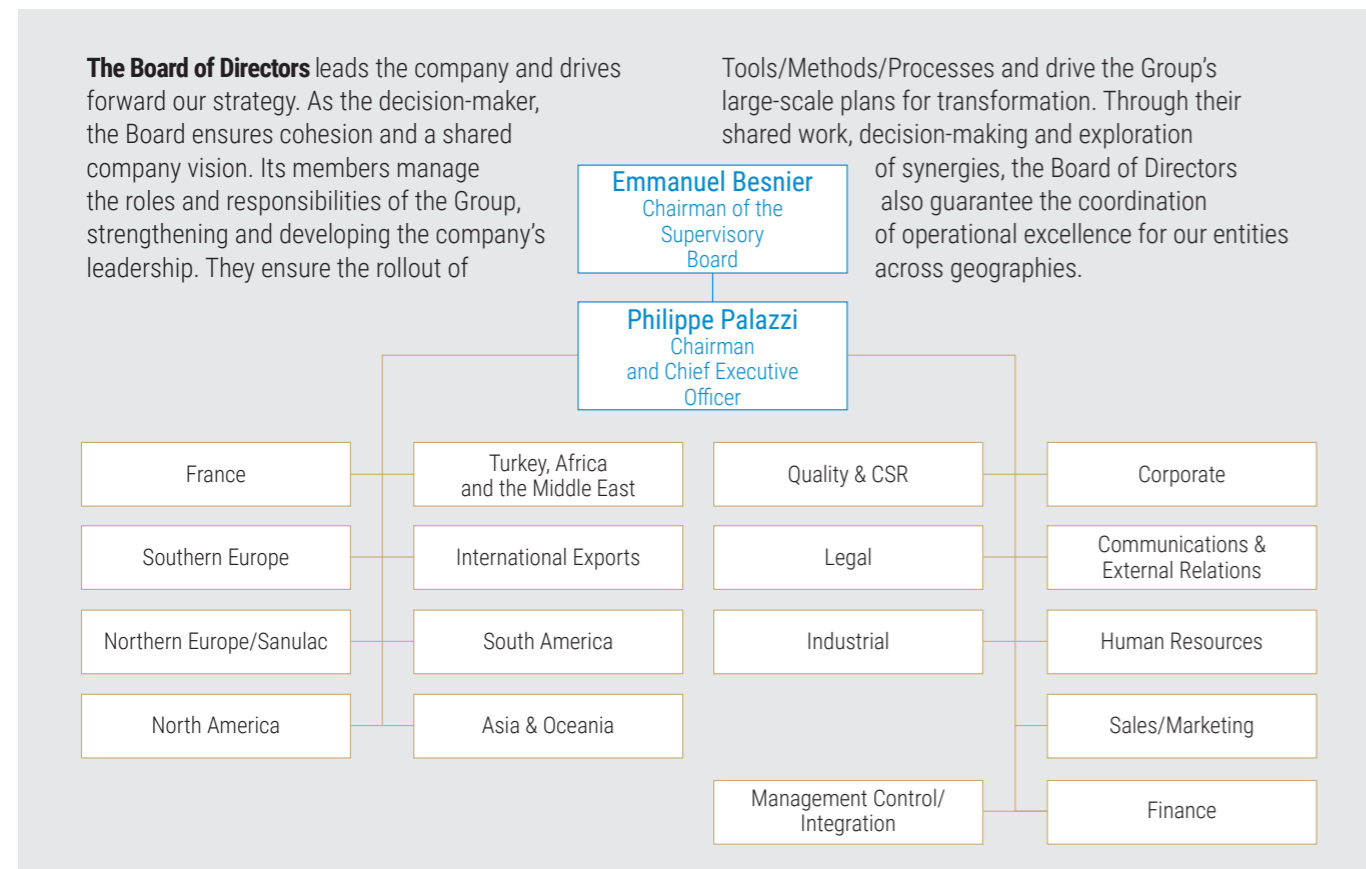 The Board of Directors leads the company and drives
forward our strategy. As the decision-maker,
the Board ensures cohesion and a shared
company vision. Its members manage
the roles and responsibilities of the Group,
strengthening and developing the company's
leadership. They ensure the rollout of
Tools/Methods/Processes and drive the Group's
large-scale plans for transformation. Through their
shared work, decision-making and exploration
of synergies, the Board of Directors
also guarantee the coordination
of operational excellence for our entities
across geographies.
Emmanuel Besnier
Chairman of the
Supervisory
Board
Philippe Palazzi
Chairman
and Chief Executive
Officer
France
Turkey, Africa
and the Middle East
Quality & CSR
Corporate
Southern Europe
International Exports
Legal
Communications &
External Relations
Northern Europe/Sanulac
South America
Industrial
Human Resources
North America
Asia & Oceania
Sales/Marketing
Management Control/
Integration
Finance